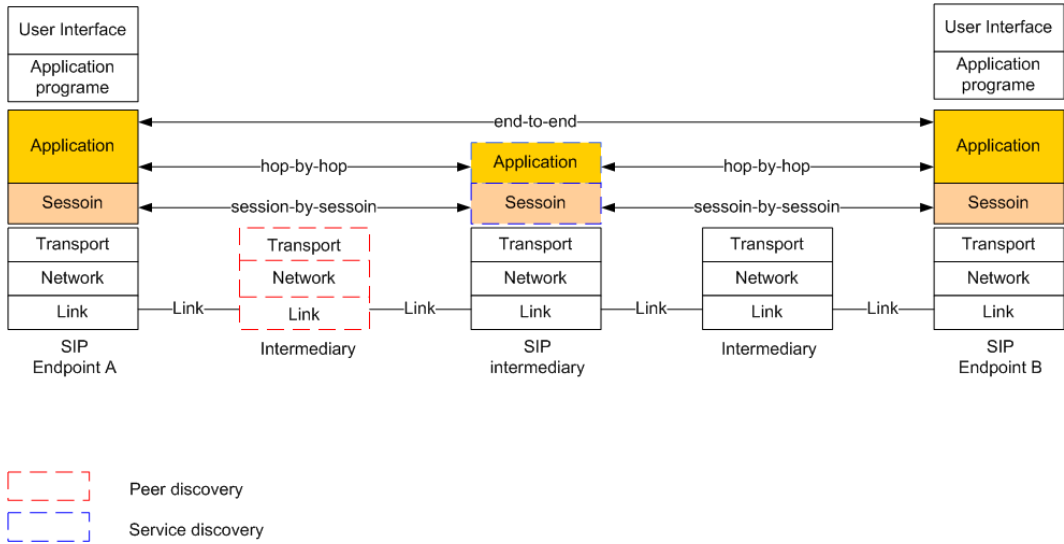 User Interface
Application
programe
User Interface
Application
programe
end-to-end
Application
hop-by-hop
Application
hop-by-hop
Application
Sessoin
session-by-sessoin
Sessoin
sessoin-by-sessoin
Sessoin
Transport
Transport
Transport
Transport
Transport
Network
Network
Network
Network
Network
Link
Link
Link
Link
Link
Link
Link
Link
Link
SIP
Endpoint A
Intermediary
SIP
intermediary
Intermediary
SIP
Endpoint B
Peer discovery
Service discovery